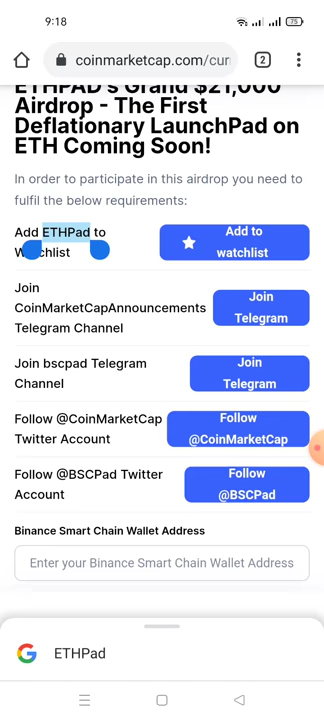 9:18
75
coinmarketcap.com/curr
2
ETHPAD's Grand $21,000
Airdrop - The First
Deflationary LaunchPad on
ETH Coming Soon!
In order to participate in this airdrop you need to
fulfil the below requirements:
Add ETHPad to
Watchlist
Add to
watchlist
Join
CoinMarketCapAnnouncements
Telegram Channel
Join
Telegram
Join bscpad Telegram
Channel
Join
Telegram
Follow @CoinMarketCap
Twitter Account
Follow
@CoinMarketCap
Follow @BSCPad Twitter
Account
Follow
@BSCPad
Binance Smart Chain Wallet Address
Enter your Binance Smart Chain Wallet Address
ETHPad